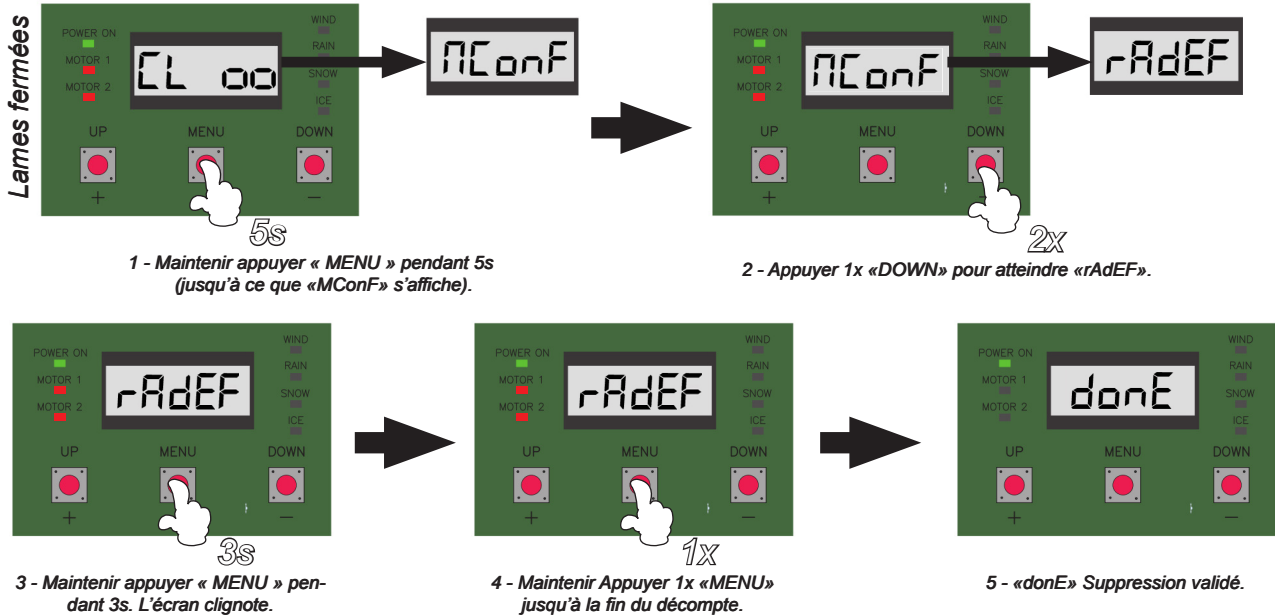 Lames fermées
POWER ON
MOTOR 1
MOTOR 2
CL oo
WIND
RAIN
SNOW
ICE
UP
MENU
DOWN
+
−
5s
MConF
1 - Maintenir appuyer « MENU » pendant 5s
(jusqu'à ce que «MConF» s'affiche).
POWER ON
MOTOR 1
MOTOR 2
MConF
WIND
RAIN
SNOW
ICE
UP
MENU
DOWN
+
2x
rAdEF
2 - Appuyer 1x «DOWN» pour atteindre «rAdEF».
POWER ON
MOTOR 1
MOTOR 2
rAdEF
WIND
RAIN
SNOW
ICE
UP
MENU
DOWN
+
−
3s
3 - Maintenir appuyer « MENU » pen-
dant 3s. L'écran clignote.
POWER ON
MOTOR 1
MOTOR 2
rAdEF
WIND
RAIN
SNOW
ICE
UP
MENU
DOWN
+
−
1x
4 - Maintenir Appuyer 1x «MENU»
jusqu'à la fin du décompte.
POWER ON
MOTOR 1
MOTOR 2
donE
WIND
RAIN
SNOW
ICE
UP
MENU
DOWN
+
−
5 - «donE» Suppression validé.